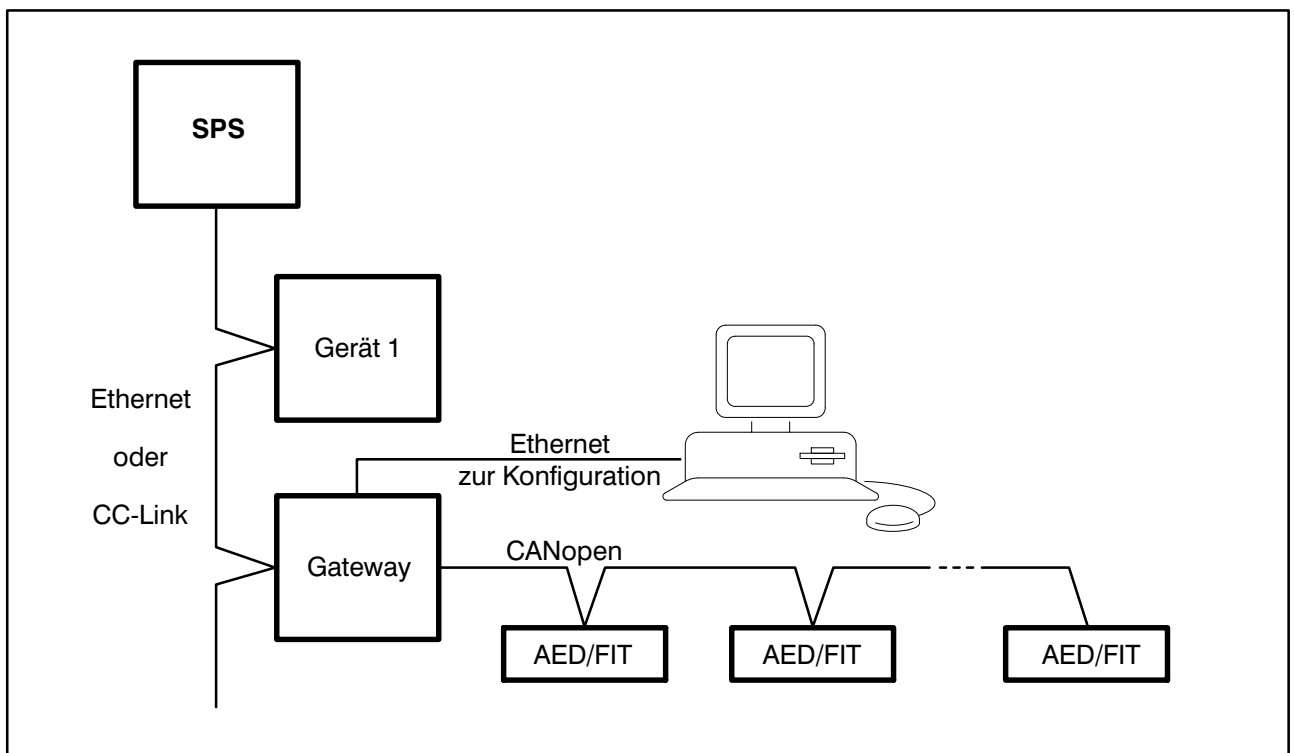 SPS
Gerät 1
Ethernet
oder
CC-Link
Ethernet
zur Konfiguration
Gateway
CANopen
AED/FIT
AED/FIT
AED/FIT